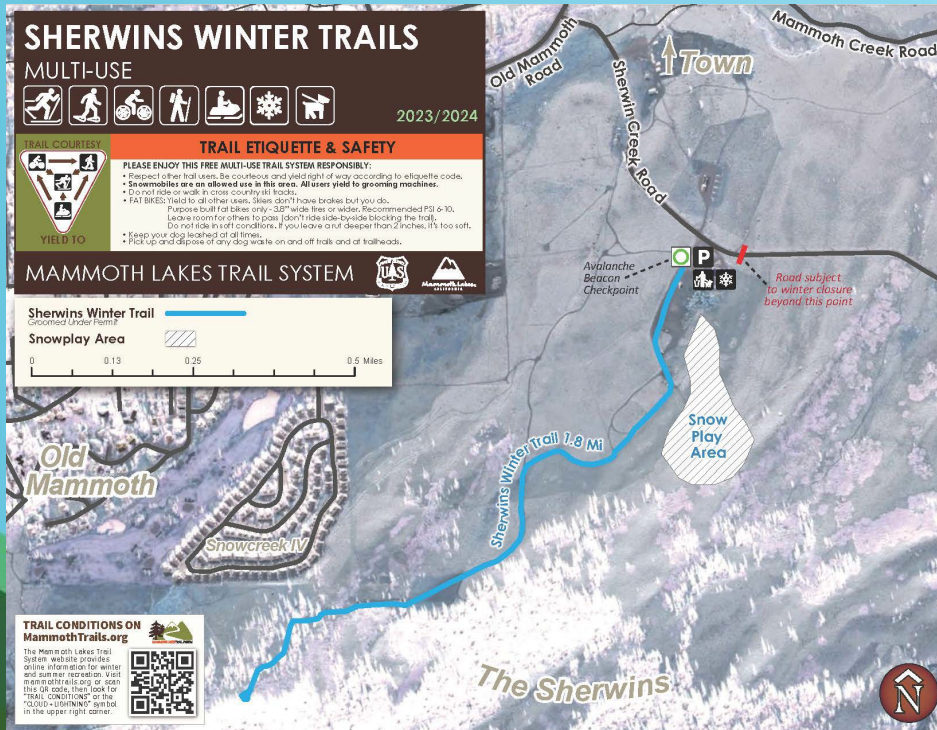 SHERWINS WINTER TRAILS
MULTI-USE
2023/2024
TRAIL COURTESY
YIELD TO
TRAIL ETIQUETTE & SAFETY
PLEASE ENJOY THIS FREE MULTI-USE TRAIL SYSTEM RESPONSIBLY:
• Respect other trail users. Be courteous and yield right of way according to etiquette code.
• Snowmobiles are an allowed use in this area. All users yield to grooming machines.
• Do not ride or walk in cross country ski tracks.
• FAT BIKES: Yield to all other users. Skiers don't have brakes but you do.
Purpose built fat bikes only - 3.8" wide tires or wider. Recommended PSI 6-10.
Leave room for others to pass (don't ride side-by-side blocking the trail).
Do not ride in soft conditions. If you leave a rut deeper than 2 inches, it's too soft.
• Keep your dog leashed at all times.
• Pick up and dispose of any dog waste on and off trails and at trailheads.
MAMMOTH LAKES TRAIL SYSTEM
U S
Mammoth Lakes
CALIFORNIA
Sherwins Winter Trail
Groomed Under Permit
Snowplay Area
0 0.13 0.25 0.5 Miles
Old Mammoth
Road
Sherwin Creek Road
Town
Mammoth Creek Road
P
Avalanche
Beacon
Checkpoint
Road subject
to winter closure
beyond this point
Snow
Play
Area
Sherwins Winter Trail 1.8 Mi
Old
Mammoth
Snowcreek IV
The Sherwins
N
TRAIL CONDITIONS ON
MammothTrails.org
The Mammoth Lakes Trail
System website provides
online information for winter
and summer recreation. Visit
mammothtrails.org or scan
this QR code, then look for
"TRAIL CONDITIONS" or the
"CLOUD + LIGHTNING" symbol
in the upper right corner.